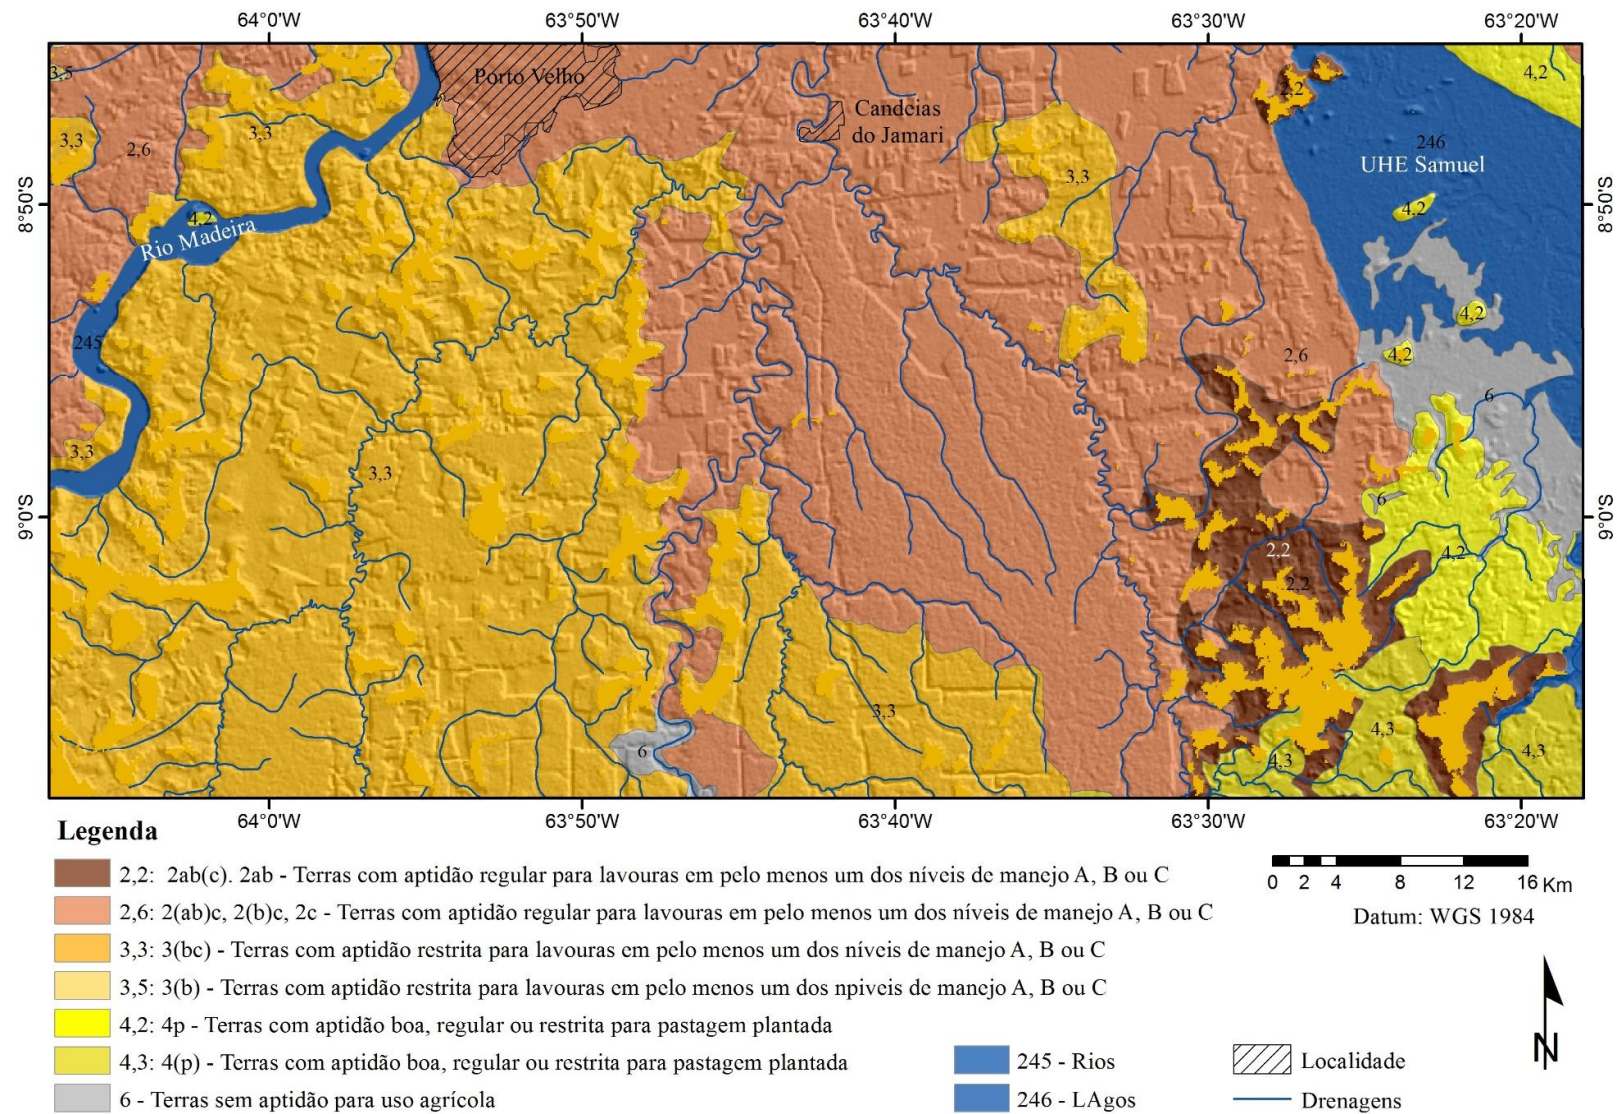 64°0'W 63°50'W 63°40'W 63°30'W 63°20'W
3,5
Porto Velho
2,2
4,2
Candeias
do Jamari
3,3
2,6
3,3
246
UHE Samuel
3,3
8°50'S
8°50'S
4,2
4,2
Rio Madeira
4,2
245
2,6
4,2
6
3,3
3,3
6
9°0'S
9°0'S
2,2
4,2
2,2
3,3
4,3
6
4,3
4,3
64°0'W 63°50'W 63°40'W 63°30'W 63°20'W
Legenda
2,2: 2ab(c). 2ab - Terras com aptidão regular para lavouras em pelo menos um dos níveis de manejo A, B ou C
2,6: 2(ab)c, 2(b)c, 2c - Terras com aptidão regular para lavouras em pelo menos um dos níveis de manejo A, B ou C
3,3: 3(bc) - Terras com aptidão restrita para lavouras em pelo menos um dos níveis de manejo A, B ou C
3,5: 3(b) - Terras com aptidão restrita para lavouras em pelo menos um dos npiveis de manejo A, B ou C
4,2: 4p - Terras com aptidão boa, regular ou restrita para pastagem plantada
4,3: 4(p) - Terras com aptidão boa, regular ou restrita para pastagem plantada
6 - Terras sem aptidão para uso agrícola
245 - Rios
246 - LAgos
Localidade
Drenagens
0 2 4 8 12 16 Km
Datum: WGS 1984
N